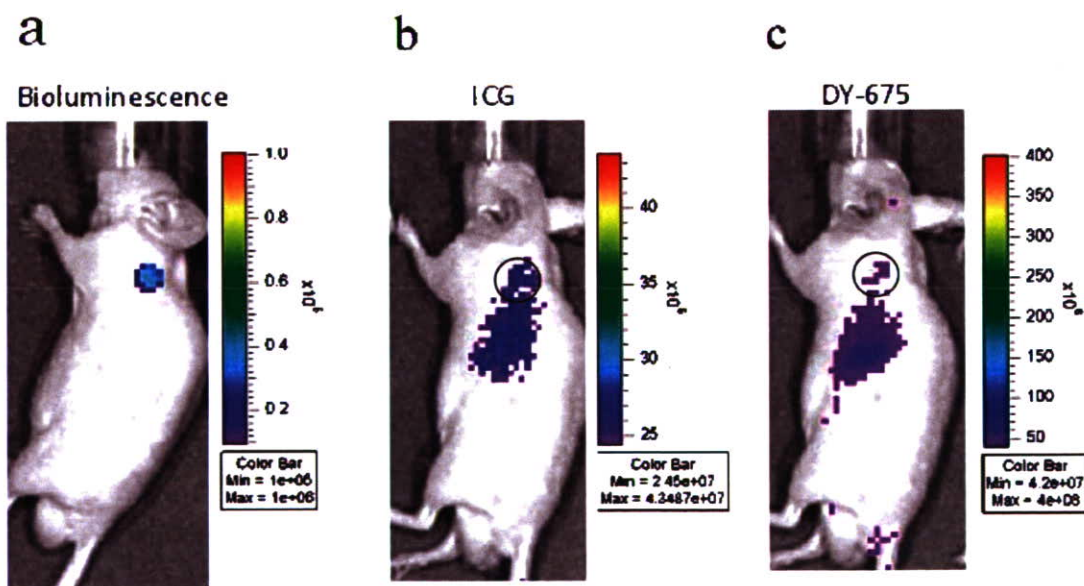 a
b
c
Bioluminescence
ICG
DY-675
1.0
0.8
0.6
0.4
0.2
Color Bar
Min = 1e+05
Max = 1e+06
40
35
30
25
Color Bar
Min = 2.45e+07
Max = 4.3487e+07
400
350
300
250
200
150
100
50
Color Bar
Min = 4.2e+07
Max = 4e+08